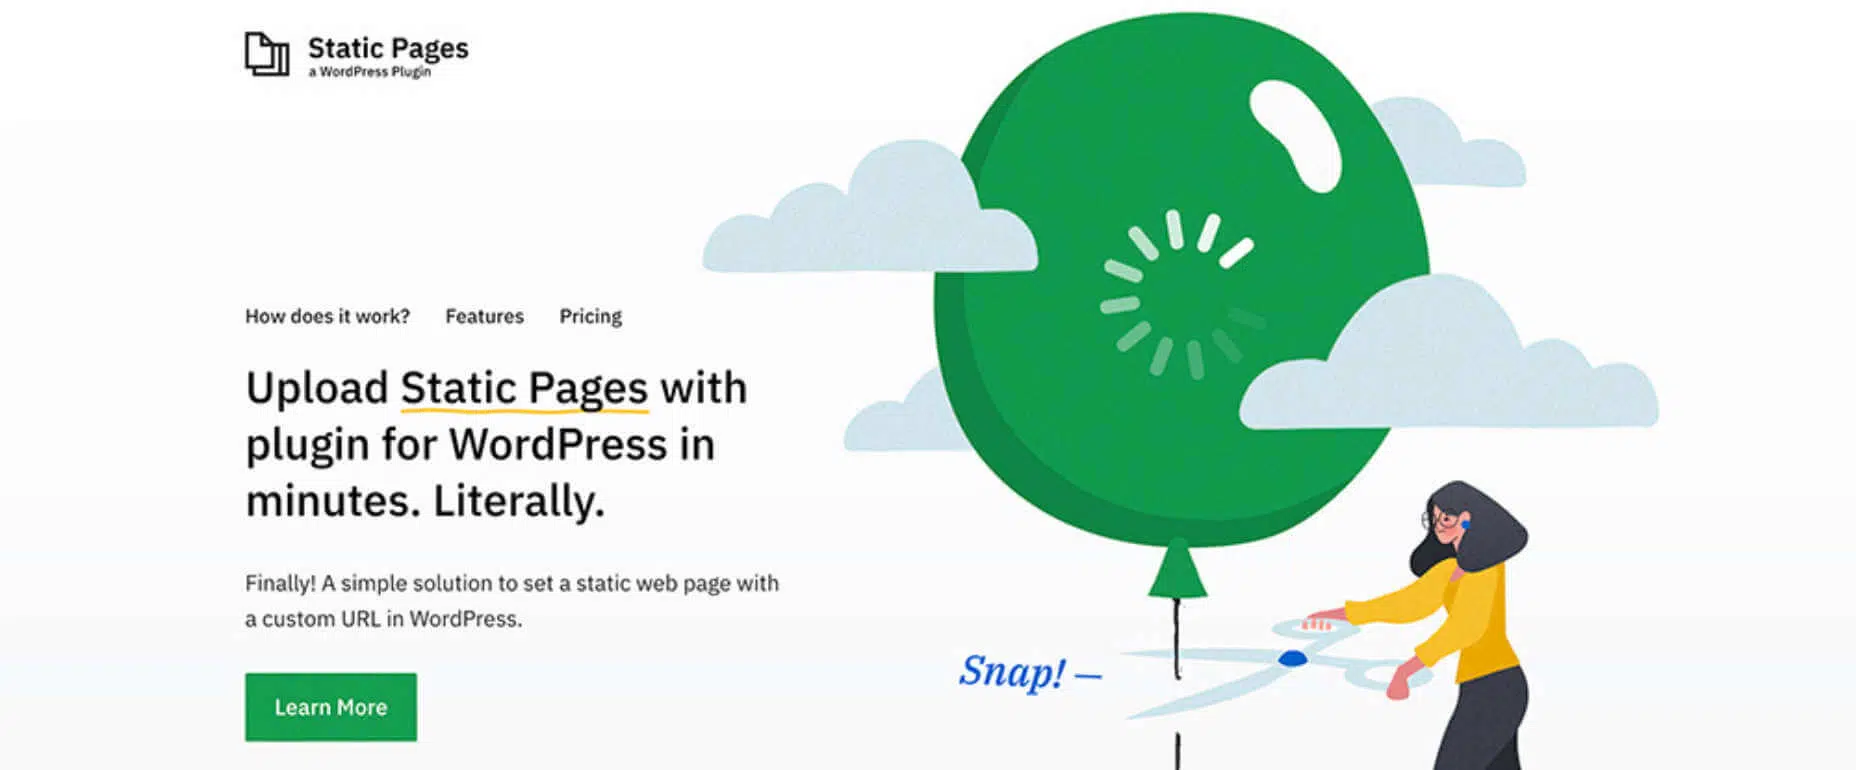 Static Pages
a WordPress Plugin
How does it work? Features Pricing
Upload Static Pages with
plugin for WordPress in
minutes. Literally.
Finally! A simple solution to set a static web page with
a custom URL in WordPress.
Snap! —
Learn More